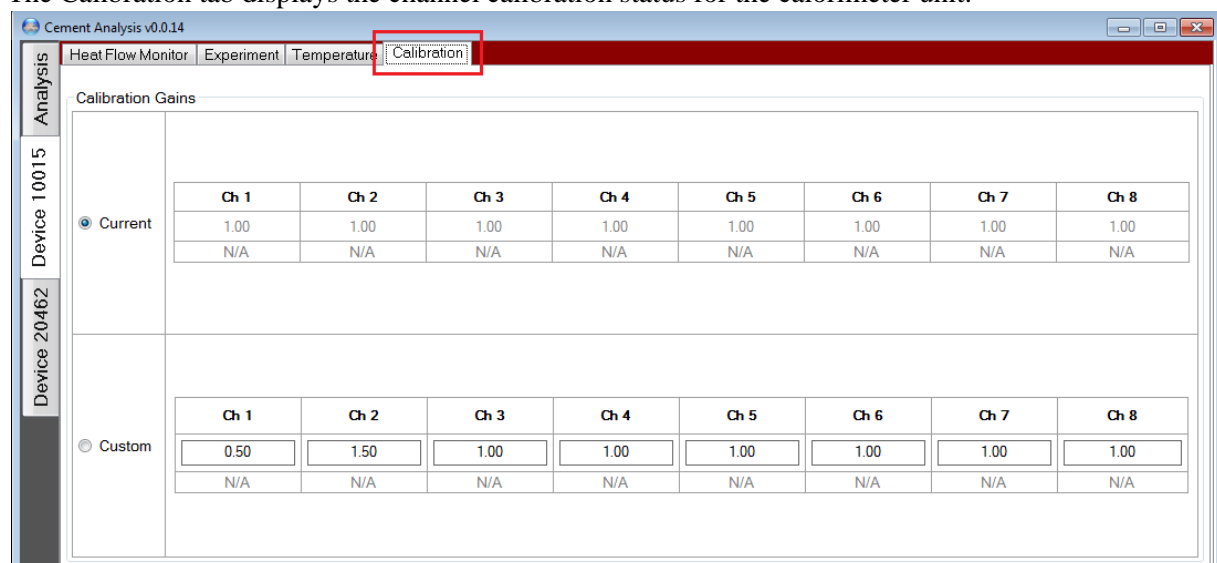 The Calibration tab displays the channel calibration status for the calorimeter unit.
Cement Analysis v0.0.14
Heat Flow Monitor Experiment Temperature Calibration
Analysis
Device 10015
Device 20462
Calibration Gains
Ch 1 Ch 2 Ch 3 Ch 4 Ch 5 Ch 6 Ch 7 Ch 8
Current 1.00 1.00 1.00 1.00 1.00 1.00 1.00 1.00
N/A N/A N/A N/A N/A N/A N/A N/A
Ch 1 Ch 2 Ch 3 Ch 4 Ch 5 Ch 6 Ch 7 Ch 8
Custom 0.50 1.50 1.00 1.00 1.00 1.00 1.00 1.00
N/A N/A N/A N/A N/A N/A N/A N/A